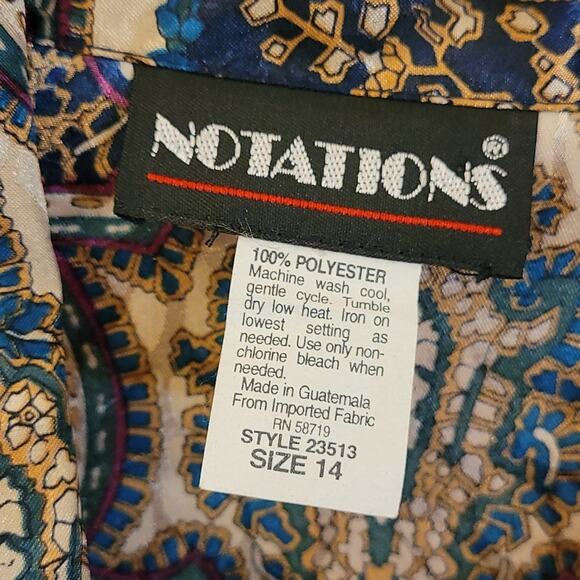 NOTATIONS®
100% POLYESTER
Machine wash cool,
gentle cycle. Tumble
dry low heat. Iron on
lowest setting as
needed. Use only non-
chlorine bleach when
needed.
Made in Guatemala
From Imported Fabric
RN 58719
STYLE 23513
SIZE 14